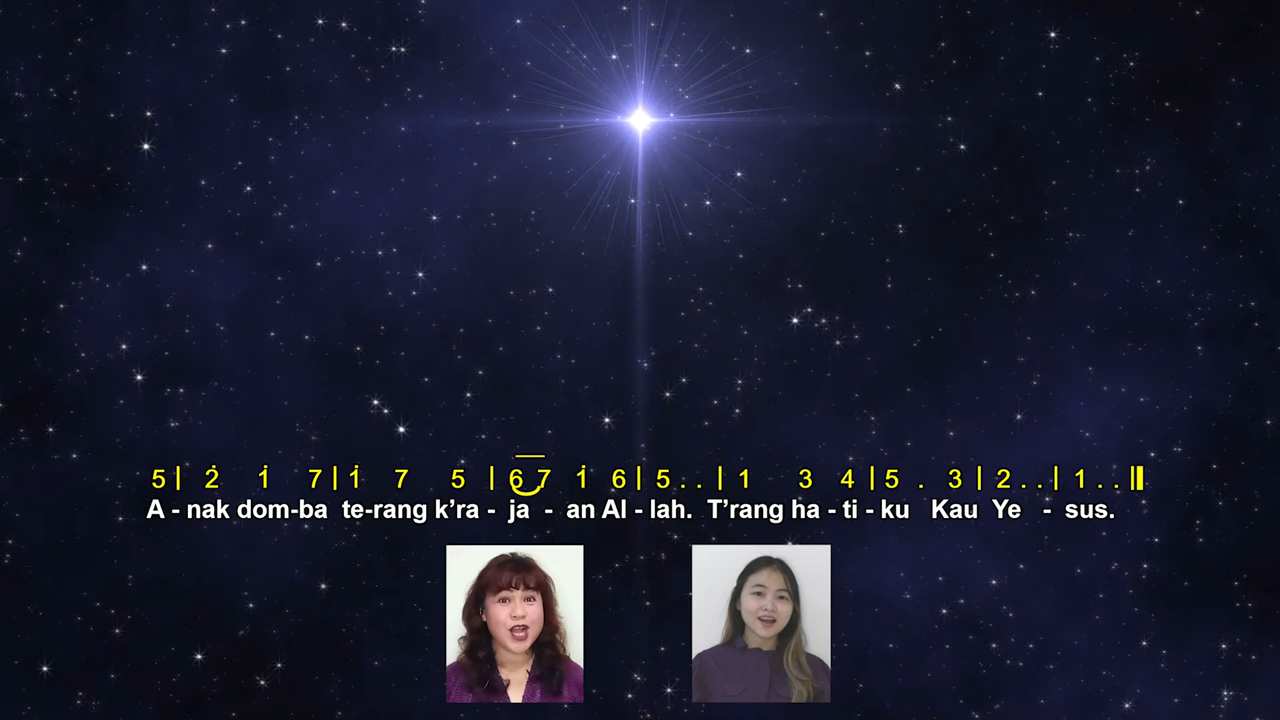 5| 2̇ 1̇ 7|1̇ 7 5 |6 7 1̇ 6|5 . . |1 3 4|5 . 3|2 . . |1 . . ||
A - nak dom-ba te-rang k’ra - ja - an Al - lah. T’rang ha - ti - ku Kau Ye - sus.